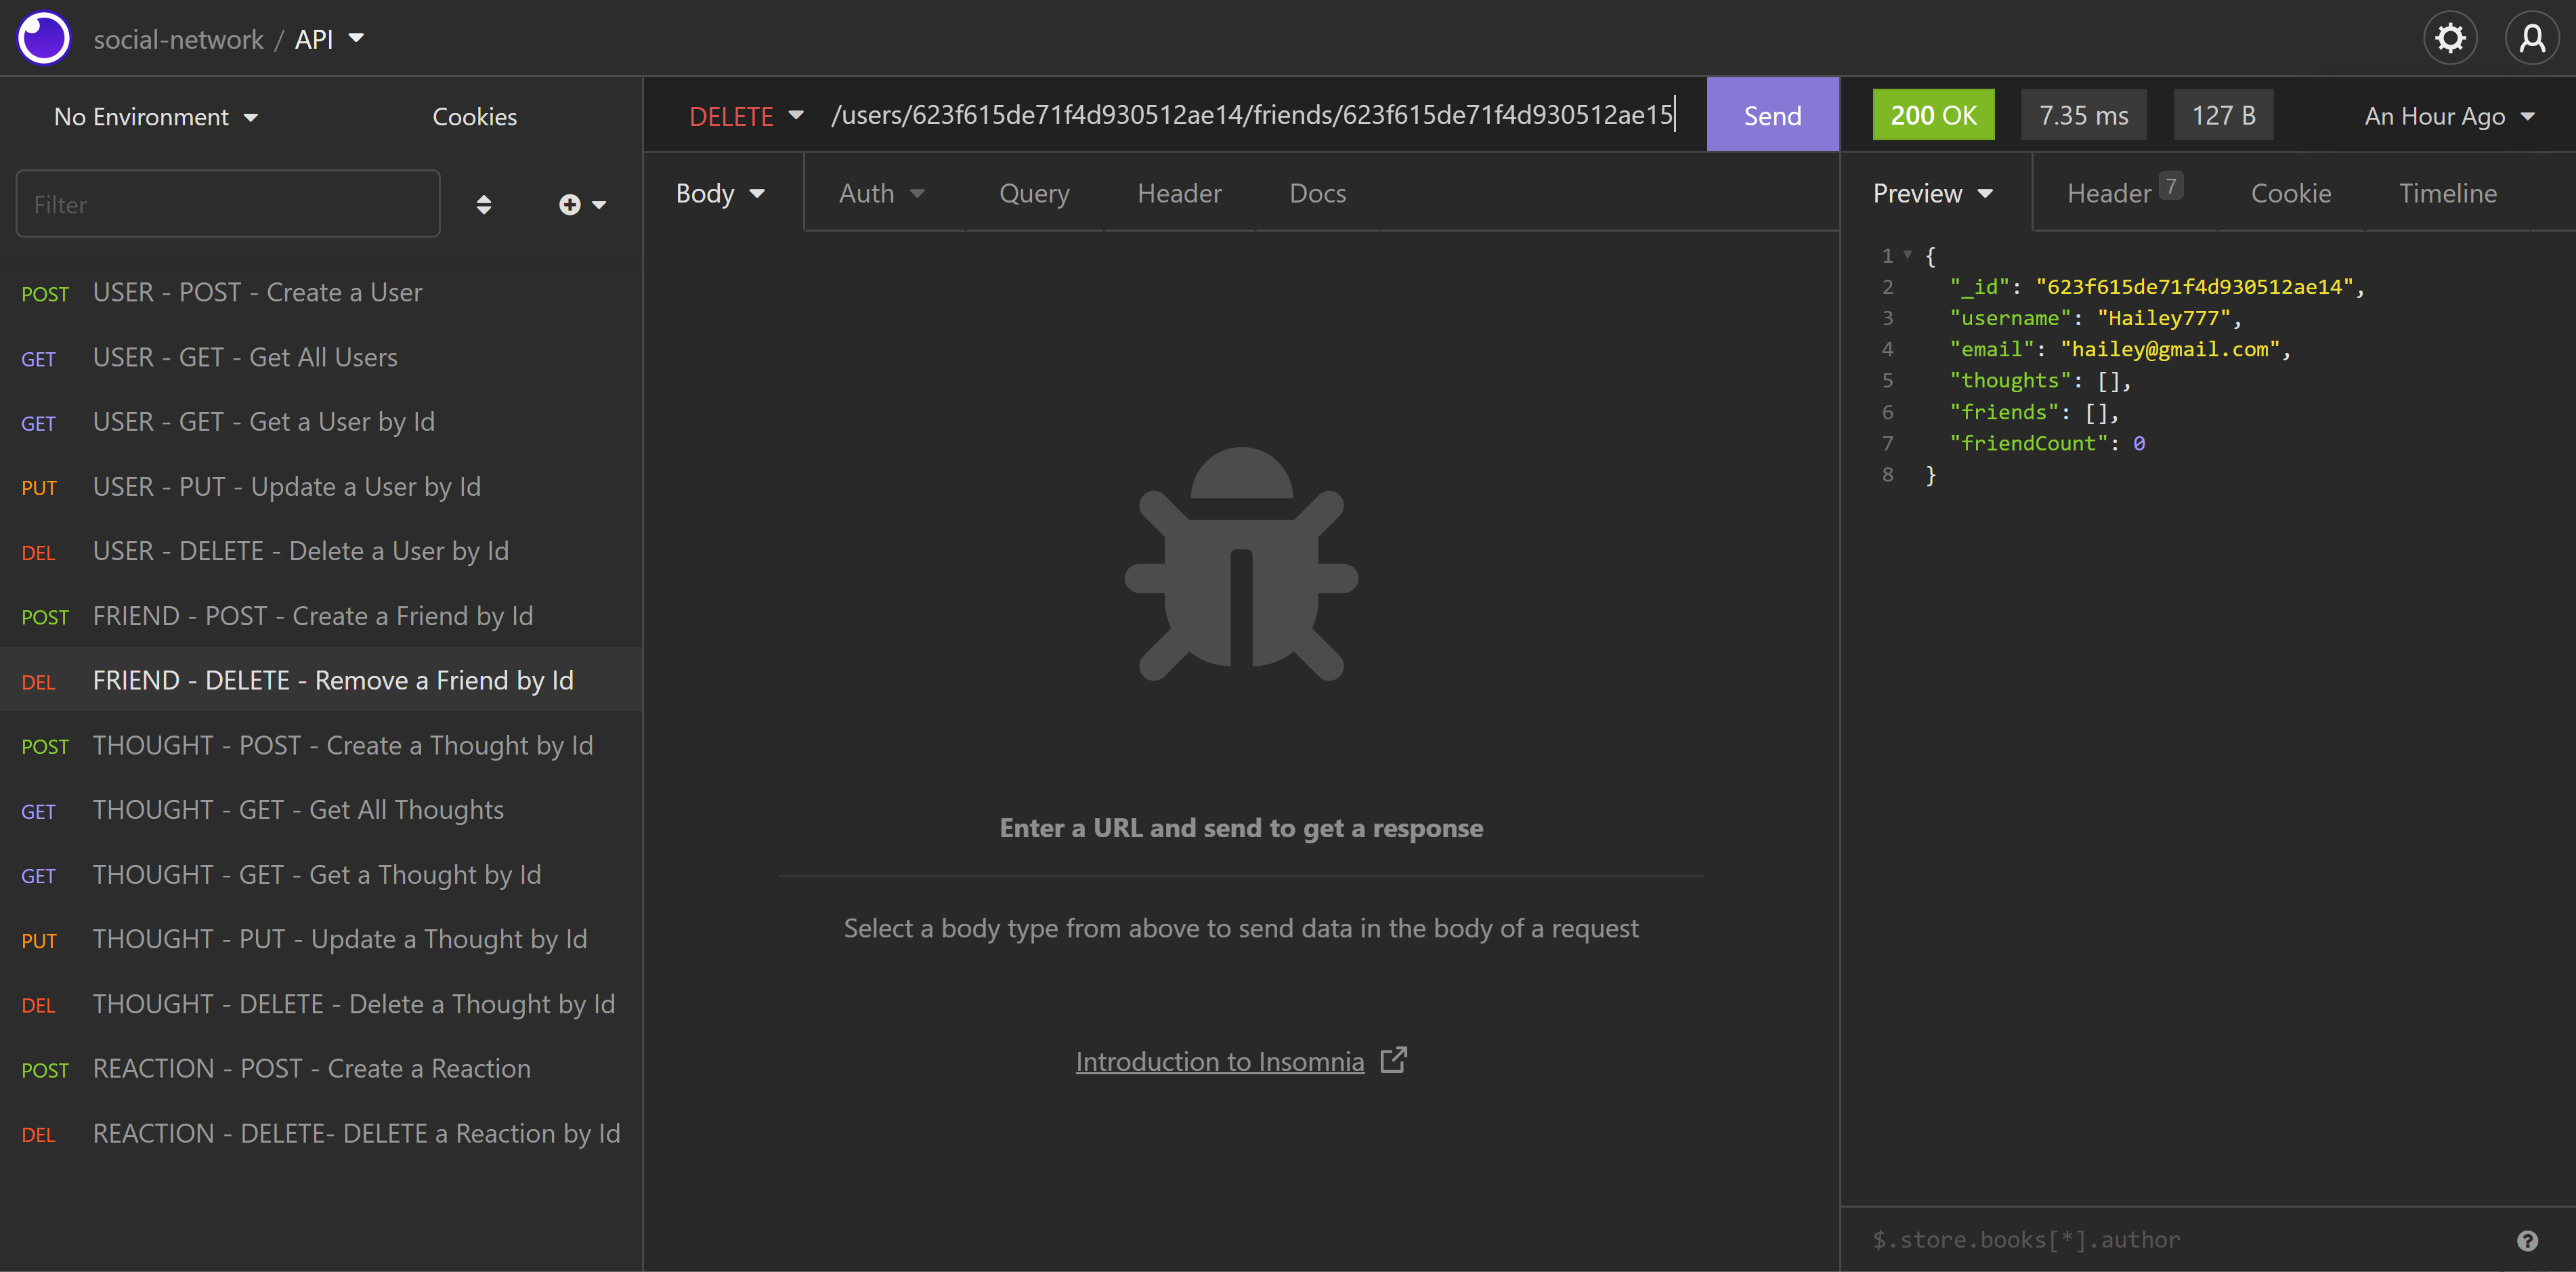 social-network / API
No Environment
Cookies
Filter
POST USER - POST - Create a User
GET USER - GET - Get All Users
GET USER - GET - Get a User by Id
PUT USER - PUT - Update a User by Id
DEL USER - DELETE - Delete a User by Id
POST FRIEND - POST - Create a Friend by Id
DEL FRIEND - DELETE - Remove a Friend by Id
POST THOUGHT - POST - Create a Thought by Id
GET THOUGHT - GET - Get All Thoughts
GET THOUGHT - GET - Get a Thought by Id
PUT THOUGHT - PUT - Update a Thought by Id
DEL THOUGHT - DELETE - Delete a Thought by Id
POST REACTION - POST - Create a Reaction
DEL REACTION - DELETE- DELETE a Reaction by Id
DELETE /users/623f615de71f4d930512ae14/friends/623f615de71f4d930512ae15 Send
Body Auth Query Header Docs
Enter a URL and send to get a response
Select a body type from above to send data in the body of a request
Introduction to Insomnia
200 OK 7.35 ms 127 B An Hour Ago
Preview Header 7 Cookie Timeline
1 {
2 "_id": "623f615de71f4d930512ae14",
3 "username": "Hailey777",
4 "email": "hailey@gmail.com",
5 "thoughts": [],
6 "friends": [],
7 "friendCount": 0
8 }
$.store.books[*].author ?